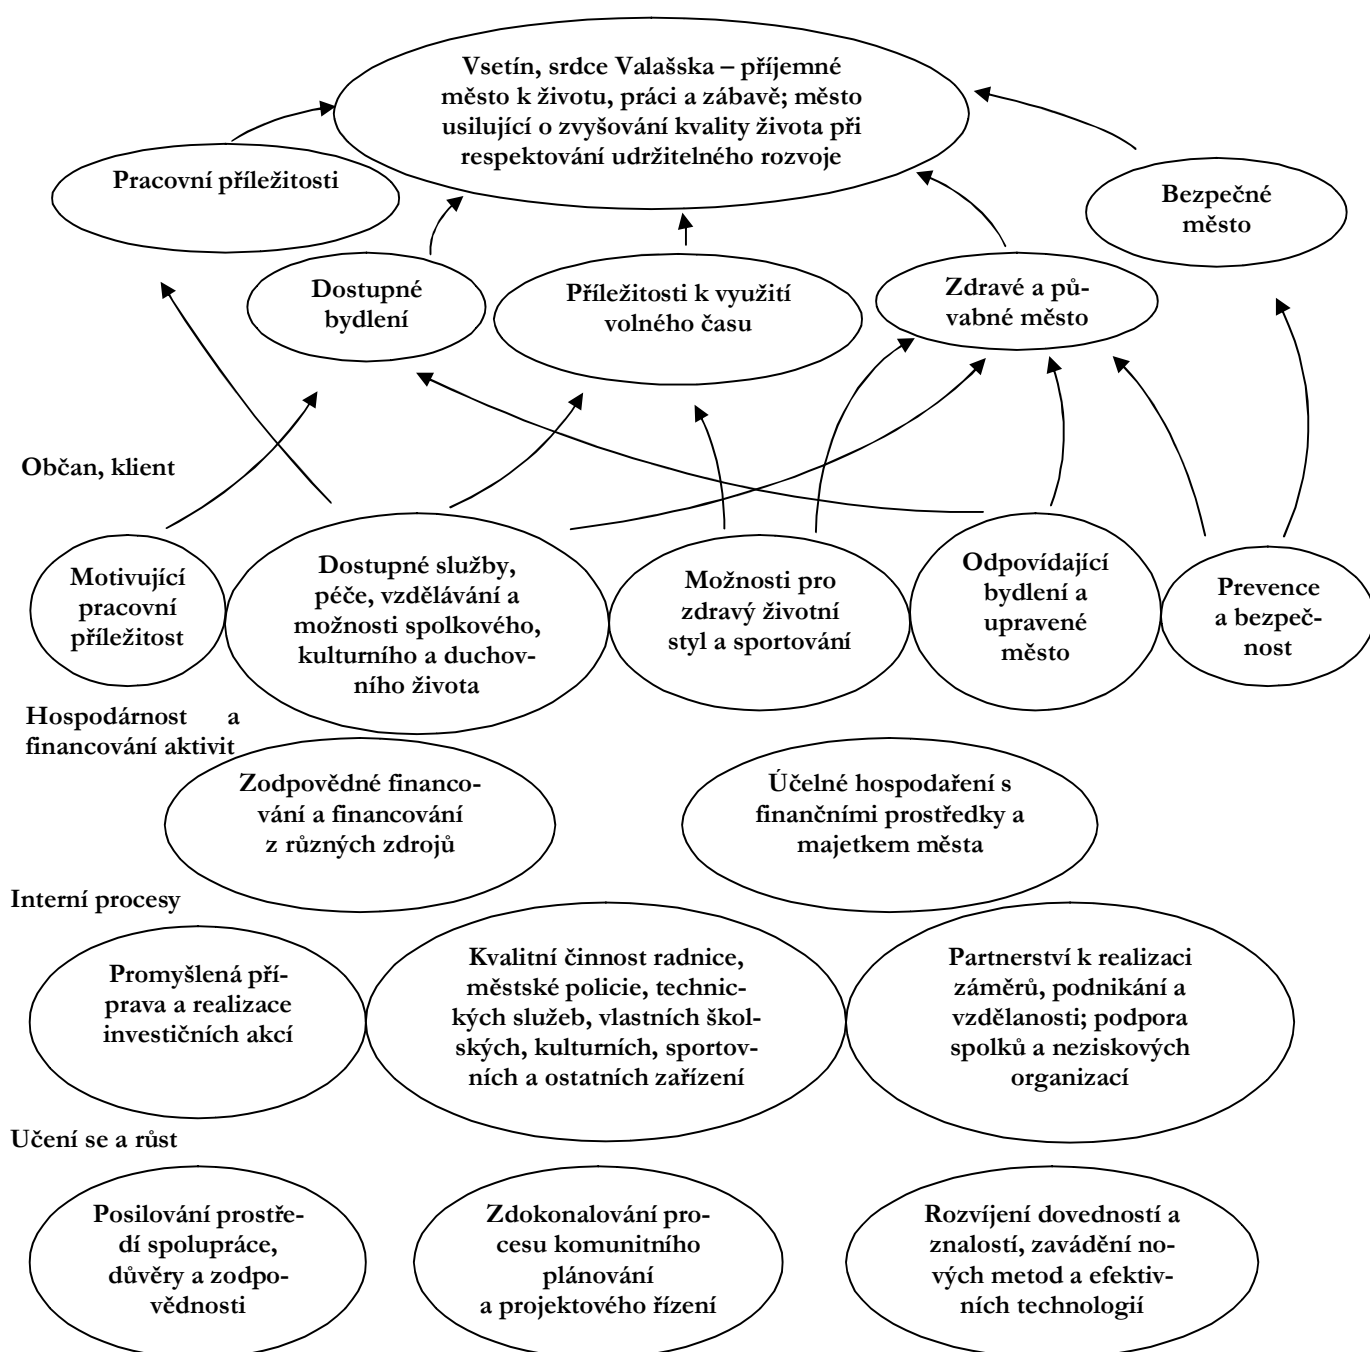 Vsetín, srdce Valašska – příjemné
město k životu, práci a zábavě; město
usilující o zvyšování kvality života při
respektování udržitelného rozvoje
Pracovní příležitosti
Bezpečné
město
Dostupné
bydlení
Příležitosti k využití
volného času
Zdravé a pů-
vabné město
Občan, klient
Motivující
pracovní
příležitost
Dostupné služby,
péče, vzdělávání a
možnosti spolkového,
kulturního a duchov-
ního života
Možnosti pro
zdravý životní
styl a sportování
Odpovídající
bydlení a
upravené
město
Prevence
a bezpeč-
nost
Hospodárnost a
financování aktivit
Zodpovědné financo-
vání a financování
z různých zdrojů
Účelné hospodaření s
finančními prostředky a
majetkem města
Interní procesy
Promyšlená pří-
prava a realizace
investičních akcí
Kvalitní činnost radnice,
městské policie, technic-
kých služeb, vlastních škol-
ských, kulturních, sportov-
ních a ostatních zařízení
Partnerství k realizaci
záměrů, podnikání a
vzdělanosti; podpora
spolků a neziskových
organizací
Učení se a růst
Posilování prostře-
dí spolupráce,
důvěry a zodpo-
vědnosti
Zdokonalování pro-
cesu komunitního
plánování
a projektového řízení
Rozvíjení dovedností a
znalostí, zavádění no-
vých metod a efektiv-
ních technologií